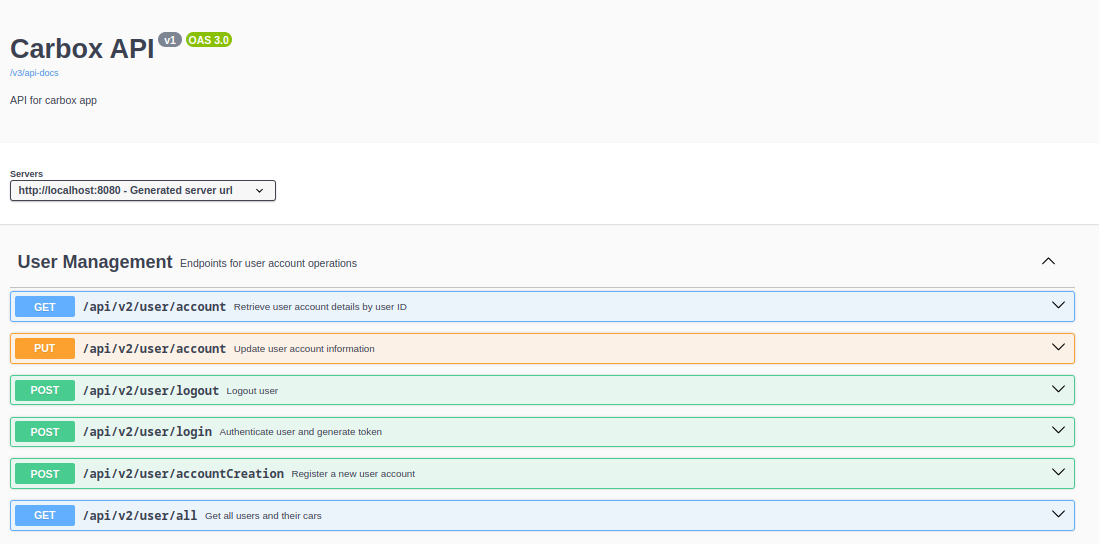 Carbox API v1 OAS 3.0
/v3/api-docs
API for carbox app
Servers
http://localhost:8080 - Generated server url
User Management Endpoints for user account operations
GET /api/v2/user/account Retrieve user account details by user ID
PUT /api/v2/user/account Update user account information
POST /api/v2/user/logout Logout user
POST /api/v2/user/login Authenticate user and generate token
POST /api/v2/user/accountCreation Register a new user account
GET /api/v2/user/all Get all users and their cars